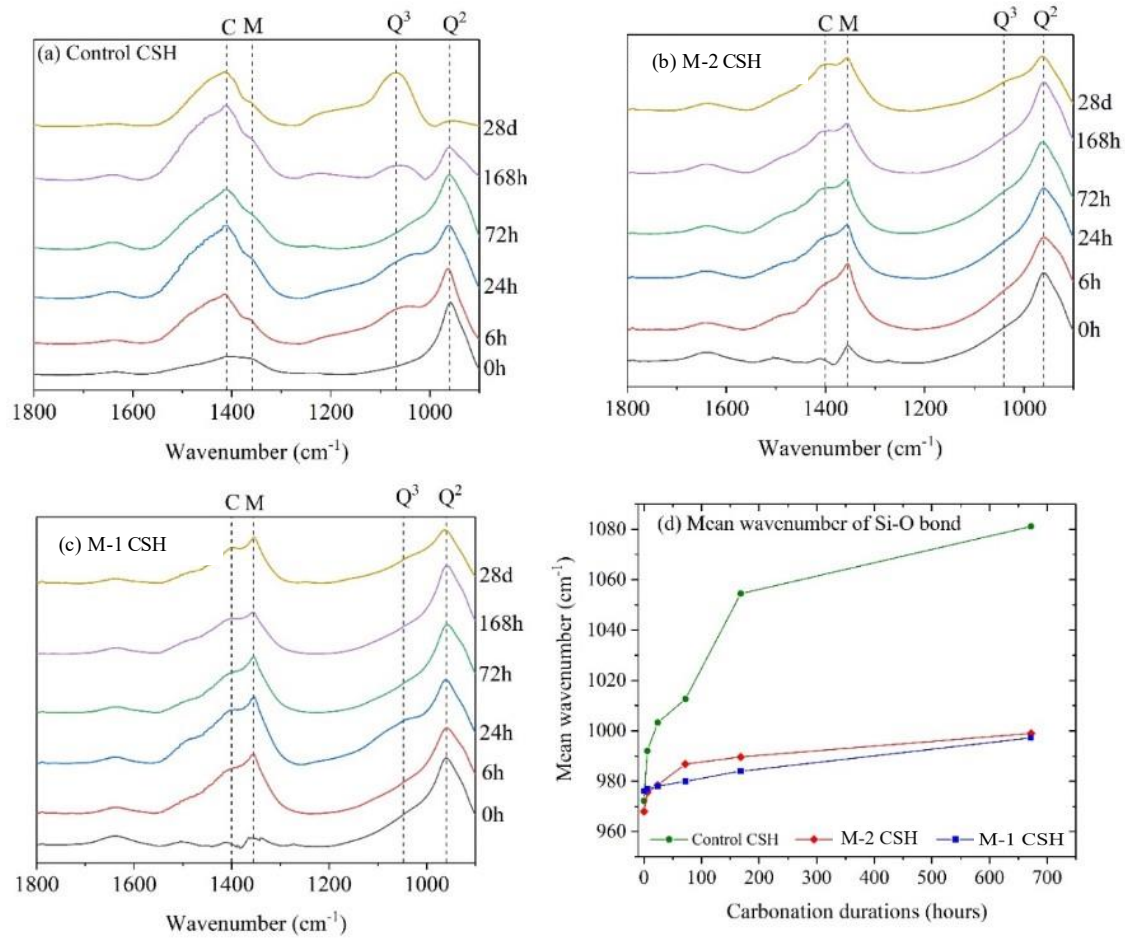 C M Q³ Q²
(a) Control CSH
28d
168h
72h
24h
6h
0h
1800 1600 1400 1200 1000
Wavenumber (cm⁻¹)
C M Q³ Q²
(b) M-2 CSH
28d
168h
72h
24h
6h
0h
1800 1600 1400 1200 1000
Wavenumber (cm⁻¹)
C M Q³ Q²
(c) M-1 CSH
28d
168h
72h
24h
6h
0h
1800 1600 1400 1200 1000
Wavenumber (cm⁻¹)
(d) Mean wavenumber of Si-O bond
Mean wavenumber (cm⁻¹)
1080
1060
1040
1020
1000
980
960
Control CSH M-2 CSH M-1 CSH
0 100 200 300 400 500 600 700
Carbonation durations (hours)